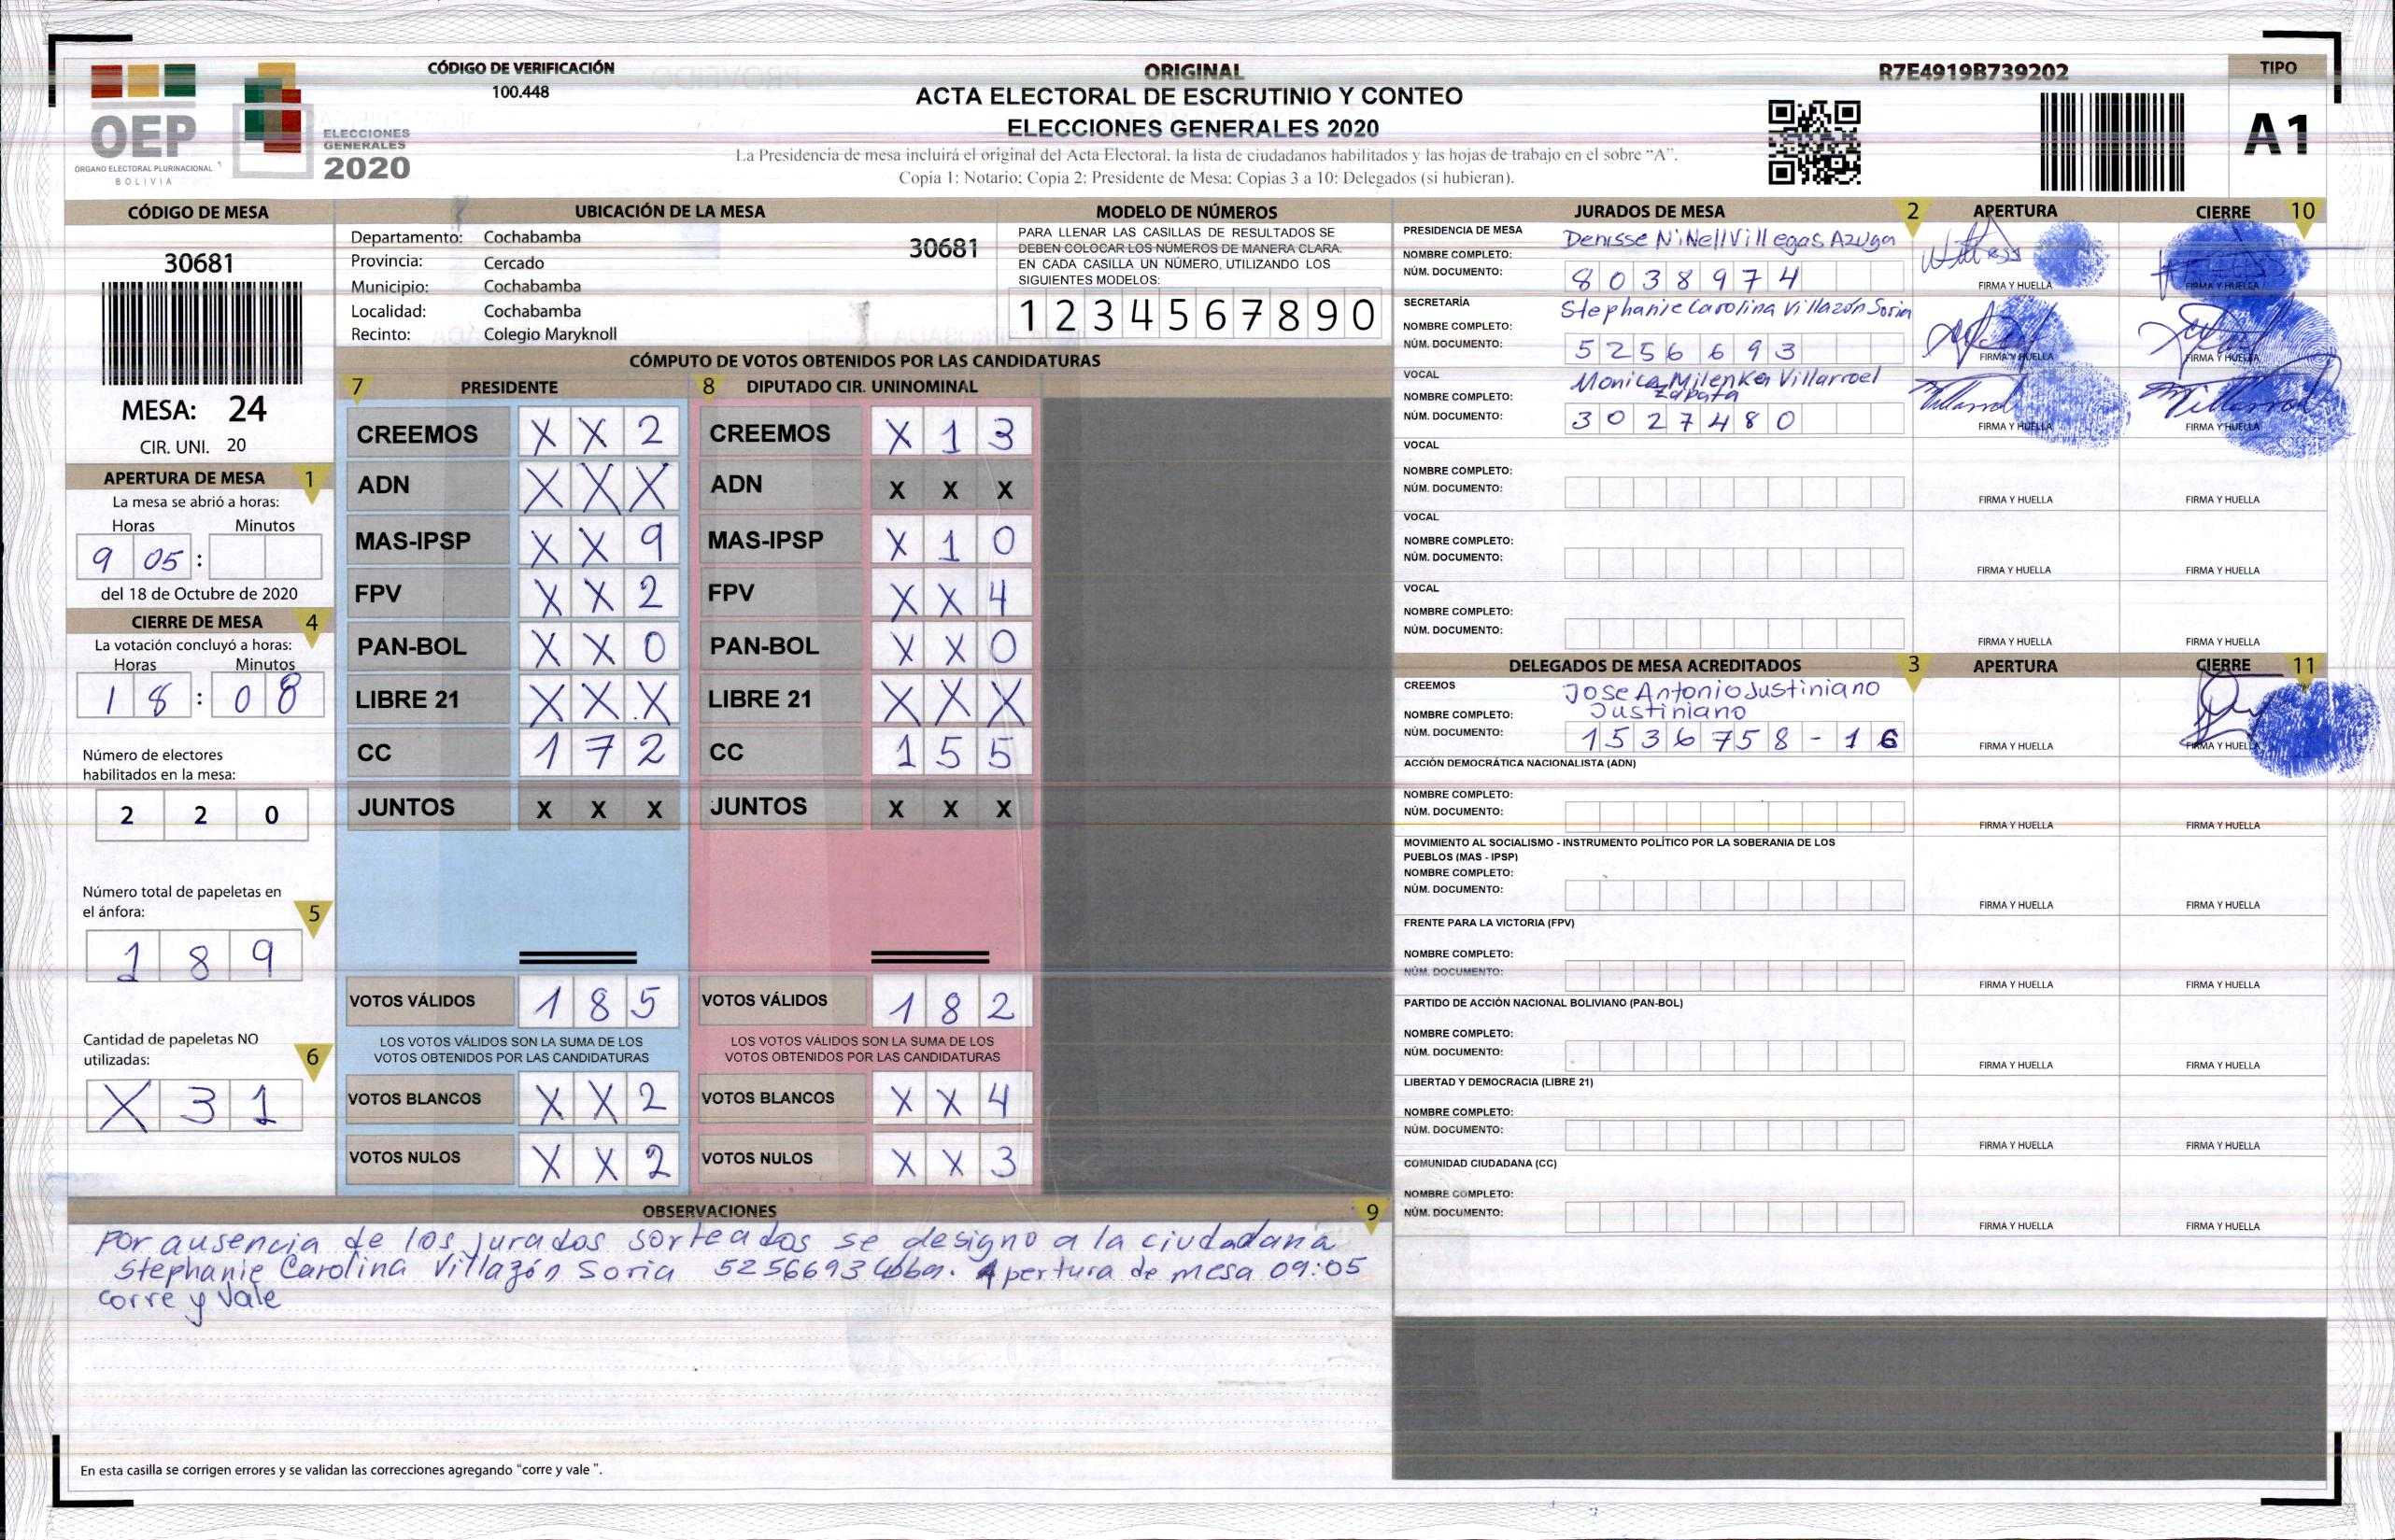 OEP
ÓRGANO ELECTORAL PLURINACIONAL
BOLIVIA
ELECCIONES
GENERALES
2020
CÓDIGO DE VERIFICACIÓN
100.448
ORIGINAL
ACTA ELECTORAL DE ESCRUTINIO Y CONTEO
ELECCIONES GENERALES 2020
La Presidencia de mesa incluirá el original del Acta Electoral, la lista de ciudadanos habilitados y las hojas de trabajo en el sobre “A”.
Copia 1: Notario; Copia 2: Presidente de Mesa; Copias 3 a 10: Delegados (si hubieran).
R7E4919B739202
TIPO
A1
CÓDIGO DE MESA
30681
MESA: 24
CIR. UNI. 20
APERTURA DE MESA 1
La mesa se abrió a horas:
Horas Minutos
9 05 :
del 18 de Octubre de 2020
CIERRE DE MESA 4
La votación concluyó a horas:
Horas Minutos
1 8 : 0 8
Número de electores
habilitados en la mesa:
2 2 0
Número total de papeletas en
el ánfora: 5
1 8 9
Cantidad de papeletas NO
utilizadas: 6
X 3 1
UBICACIÓN DE LA MESA
Departamento: Cochabamba 30681
Provincia: Cercado
Municipio: Cochabamba
Localidad: Cochabamba
Recinto: Colegio Maryknoll
MODELO DE NÚMEROS
PARA LLENAR LAS CASILLAS DE RESULTADOS SE
DEBEN COLOCAR LOS NÚMEROS DE MANERA CLARA.
EN CADA CASILLA UN NÚMERO, UTILIZANDO LOS
SIGUIENTES MODELOS:
1 2 3 4 5 6 7 8 9 0
CÓMPUTO DE VOTOS OBTENIDOS POR LAS CANDIDATURAS
7 PRESIDENTE 8 DIPUTADO CIR. UNINOMINAL
CREEMOS X X 2 CREEMOS X 1 3
ADN X X X ADN X X X
MAS-IPSP X X 9 MAS-IPSP X 1 0
FPV X X 2 FPV X X 4
PAN-BOL X X 0 PAN-BOL X X 0
LIBRE 21 X X X LIBRE 21 X X X
CC 1 7 2 CC 1 5 5
JUNTOS X X X JUNTOS X X X
VOTOS VÁLIDOS 1 8 5 VOTOS VÁLIDOS 1 8 2
LOS VOTOS VÁLIDOS SON LA SUMA DE LOS LOS VOTOS VÁLIDOS SON LA SUMA DE LOS
VOTOS OBTENIDOS POR LAS CANDIDATURAS VOTOS OBTENIDOS POR LAS CANDIDATURAS
VOTOS BLANCOS X X 2 VOTOS BLANCOS X X 4
VOTOS NULOS X X 2 VOTOS NULOS X X 3
OBSERVACIONES 9
por ausencia de los jurados sorteados se designo a la ciudadana
Stephanie Carolina Villazón Soria 5256693 Apertura de mesa 09:05
corre y vale
En esta casilla se corrigen errores y se validan las correcciones agregando “corre y vale ”.
JURADOS DE MESA 2 APERTURA CIERRE 10
PRESIDENCIA DE MESA
Denisse NiNell Villegas Azuga
NOMBRE COMPLETO:
NÚM. DOCUMENTO: 8 0 3 8 9 7 4 FIRMA Y HUELLA FIRMA Y HUELLA
SECRETARÍA
Stephanie Carolina Villazón Soria
NOMBRE COMPLETO:
NÚM. DOCUMENTO: 5 2 5 6 6 9 3 FIRMA Y HUELLA FIRMA Y HUELLA
VOCAL
Monica Milenka Villarroel
NOMBRE COMPLETO: Zapata
NÚM. DOCUMENTO: 3 0 2 7 4 8 0 FIRMA Y HUELLA FIRMA Y HUELLA
VOCAL
NOMBRE COMPLETO:
NÚM. DOCUMENTO: FIRMA Y HUELLA FIRMA Y HUELLA
VOCAL
NOMBRE COMPLETO:
NÚM. DOCUMENTO: FIRMA Y HUELLA FIRMA Y HUELLA
VOCAL
NOMBRE COMPLETO:
NÚM. DOCUMENTO: FIRMA Y HUELLA FIRMA Y HUELLA
DELEGADOS DE MESA ACREDITADOS 3 APERTURA CIERRE 11
CREEMOS Jose Antonio Justiniano
NOMBRE COMPLETO: Justiniano
NÚM. DOCUMENTO: 1 5 3 6 7 5 8 - 1 6 FIRMA Y HUELLA FIRMA Y HUELLA
ACCIÓN DEMOCRÁTICA NACIONALISTA (ADN)
NOMBRE COMPLETO:
NÚM. DOCUMENTO: FIRMA Y HUELLA FIRMA Y HUELLA
MOVIMIENTO AL SOCIALISMO - INSTRUMENTO POLÍTICO POR LA SOBERANIA DE LOS
PUEBLOS (MAS - IPSP)
NOMBRE COMPLETO:
NÚM. DOCUMENTO: FIRMA Y HUELLA FIRMA Y HUELLA
FRENTE PARA LA VICTORIA (FPV)
NOMBRE COMPLETO:
NÚM. DOCUMENTO: FIRMA Y HUELLA FIRMA Y HUELLA
PARTIDO DE ACCIÓN NACIONAL BOLIVIANO (PAN-BOL)
NOMBRE COMPLETO:
NÚM. DOCUMENTO: FIRMA Y HUELLA FIRMA Y HUELLA
LIBERTAD Y DEMOCRACIA (LIBRE 21)
NOMBRE COMPLETO:
NÚM. DOCUMENTO: FIRMA Y HUELLA FIRMA Y HUELLA
COMUNIDAD CIUDADANA (CC)
NOMBRE COMPLETO:
NÚM. DOCUMENTO: FIRMA Y HUELLA FIRMA Y HUELLA